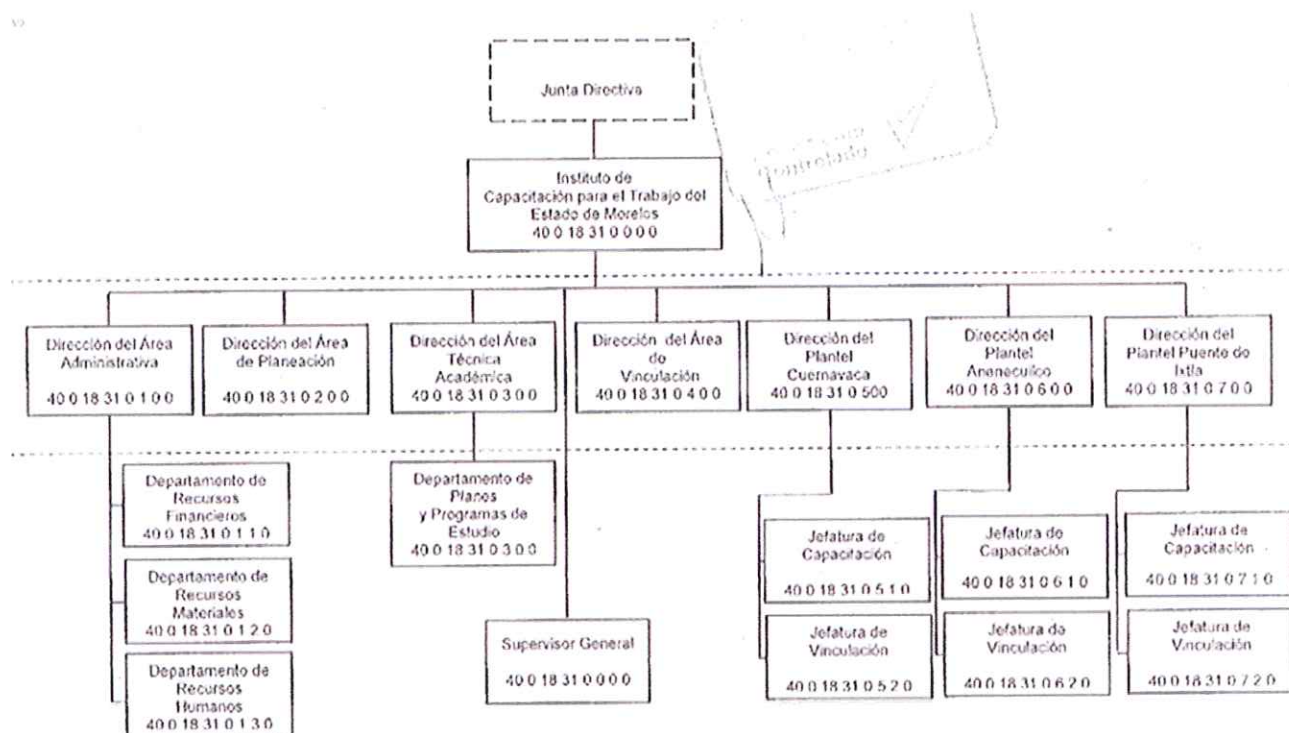 Junta Directiva
Instituto de
Capacitación para el Trabajo del
Estado de Morelos
40 0 18 31 0 0 0 0
Controlado
Dirección del Área
Administrativa
40 0 18 31 0 1 0 0
Dirección del Área
de Planeación
40 0 18 31 0 2 0 0
Dirección del Área
Técnica
Académica
40 0 18 31 0 3 0 0
Dirección del Área
de
Vinculación
40 0 18 31 0 4 0 0
Dirección del
Plantel
Cuernavaca
40 0 18 31 0 500
Dirección del
Plantel
Anenecuilco
40 0 18 31 0 6 0 0
Dirección del
Plantel Puente de
Ixtla
40 0 18 31 0 7 0 0
Departamento de
Recursos
Financieros
40 0 18 31 0 1 1 0
Departamento de
Recursos
Materiales
40 0 18 31 0 1 2 0
Departamento de
Recursos
Humanos
40 0 18 31 0 1 3 0
Departamento de
Planes
y Programas de
Estudio
40 0 18 31 0 3 0 0
Supervisor General
40 0 18 31 0 0 0 0
Jefatura de
Capacitación
40 0 18 31 0 5 1 0
Jefatura de
Vinculación
40 0 18 31 0 5 2 0
Jefatura de
Capacitación
40 0 18 31 0 6 1 0
Jefatura de
Vinculación
40 0 18 31 0 6 2 0
Jefatura de
Capacitación
40 0 18 31 0 7 1 0
Jefatura de
Vinculación
40 0 18 31 0 7 2 0